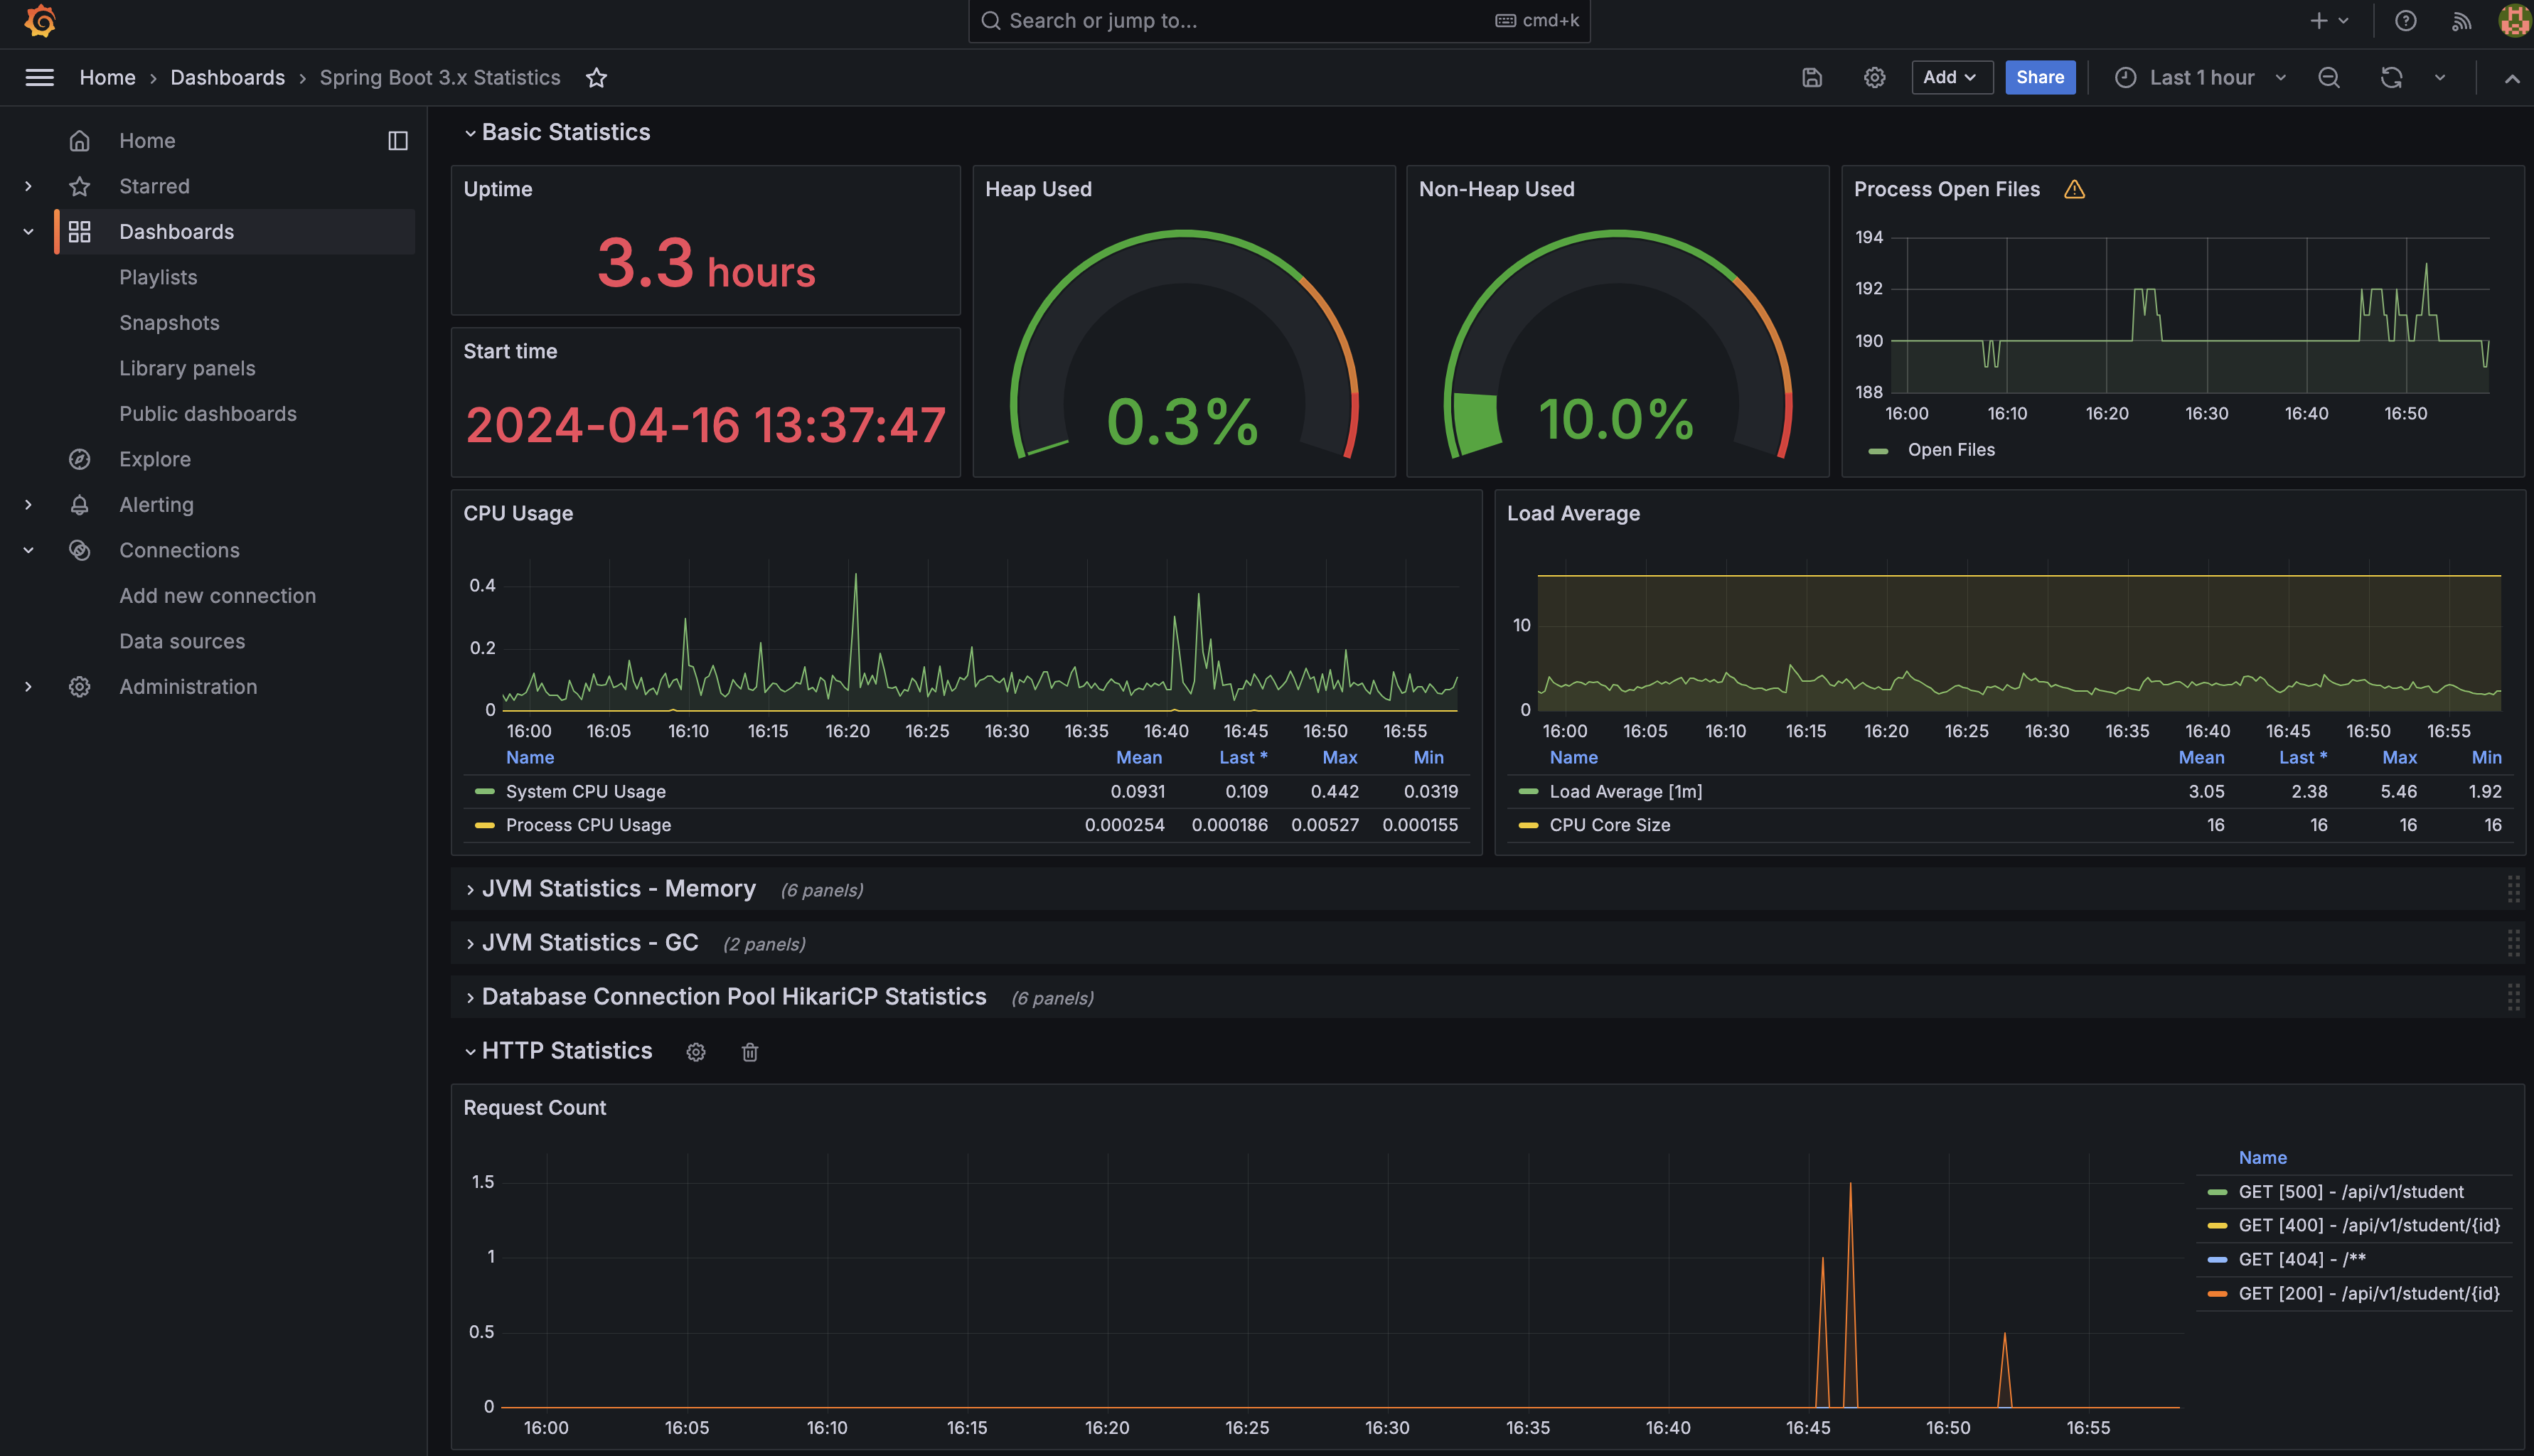 Search or jump to... cmd+k
Home › Dashboards › Spring Boot 3.x Statistics Add Share Last 1 hour
Home
Starred
Dashboards
Playlists
Snapshots
Library panels
Public dashboards
Explore
Alerting
Connections
Add new connection
Data sources
Administration
Basic Statistics
Uptime
3.3 hours
Start time
2024-04-16 13:37:47
Heap Used
0.3%
Non-Heap Used
10.0%
Process Open Files
194
192
190
188
16:00 16:10 16:20 16:30 16:40 16:50
Open Files
CPU Usage
0.4
0.2
0
16:00 16:05 16:10 16:15 16:20 16:25 16:30 16:35 16:40 16:45 16:50 16:55
Name Mean Last * Max Min
System CPU Usage 0.0931 0.109 0.442 0.0319
Process CPU Usage 0.000254 0.000186 0.00527 0.000155
Load Average
10
0
16:00 16:05 16:10 16:15 16:20 16:25 16:30 16:35 16:40 16:45 16:50 16:55
Name Mean Last * Max Min
Load Average [1m] 3.05 2.38 5.46 1.92
CPU Core Size 16 16 16 16
JVM Statistics - Memory (6 panels)
JVM Statistics - GC (2 panels)
Database Connection Pool HikariCP Statistics (6 panels)
HTTP Statistics
Request Count
1.5
1
0.5
0
16:00 16:05 16:10 16:15 16:20 16:25 16:30 16:35 16:40 16:45 16:50 16:55
Name
GET [500] - /api/v1/student
GET [400] - /api/v1/student/{id}
GET [404] - /**
GET [200] - /api/v1/student/{id}